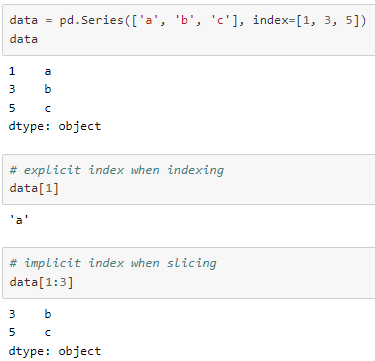 data = pd.Series(['a', 'b', 'c'], index=[1, 3, 5])
data
1    a
3    b
5    c
dtype: object
# explicit index when indexing
data[1]
'a'
# implicit index when slicing
data[1:3]
3    b
5    c
dtype: object